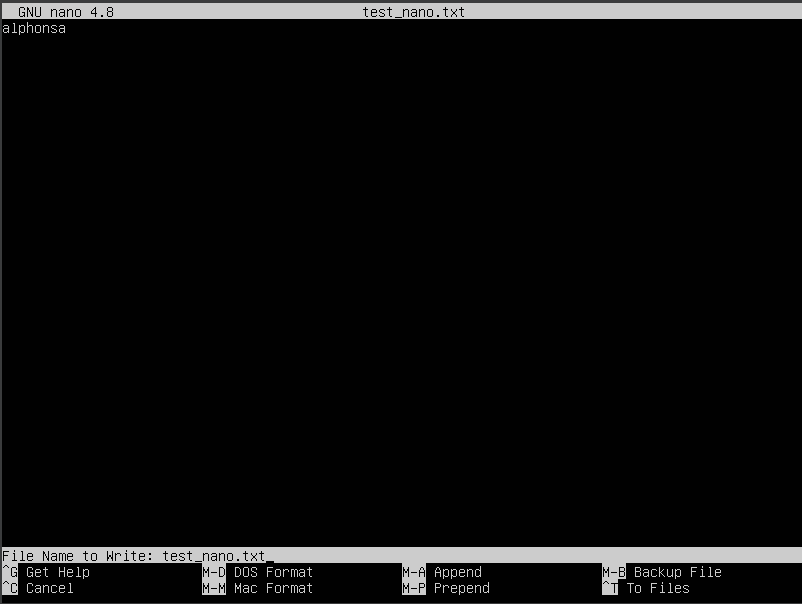 GNU nano 4.8 test_nano.txt
alphonsa
File Name to Write: test_nano.txt
^G Get Help M-D DOS Format M-A Append M-B Backup File
^C Cancel M-M Mac Format M-P Prepend ^T To Files